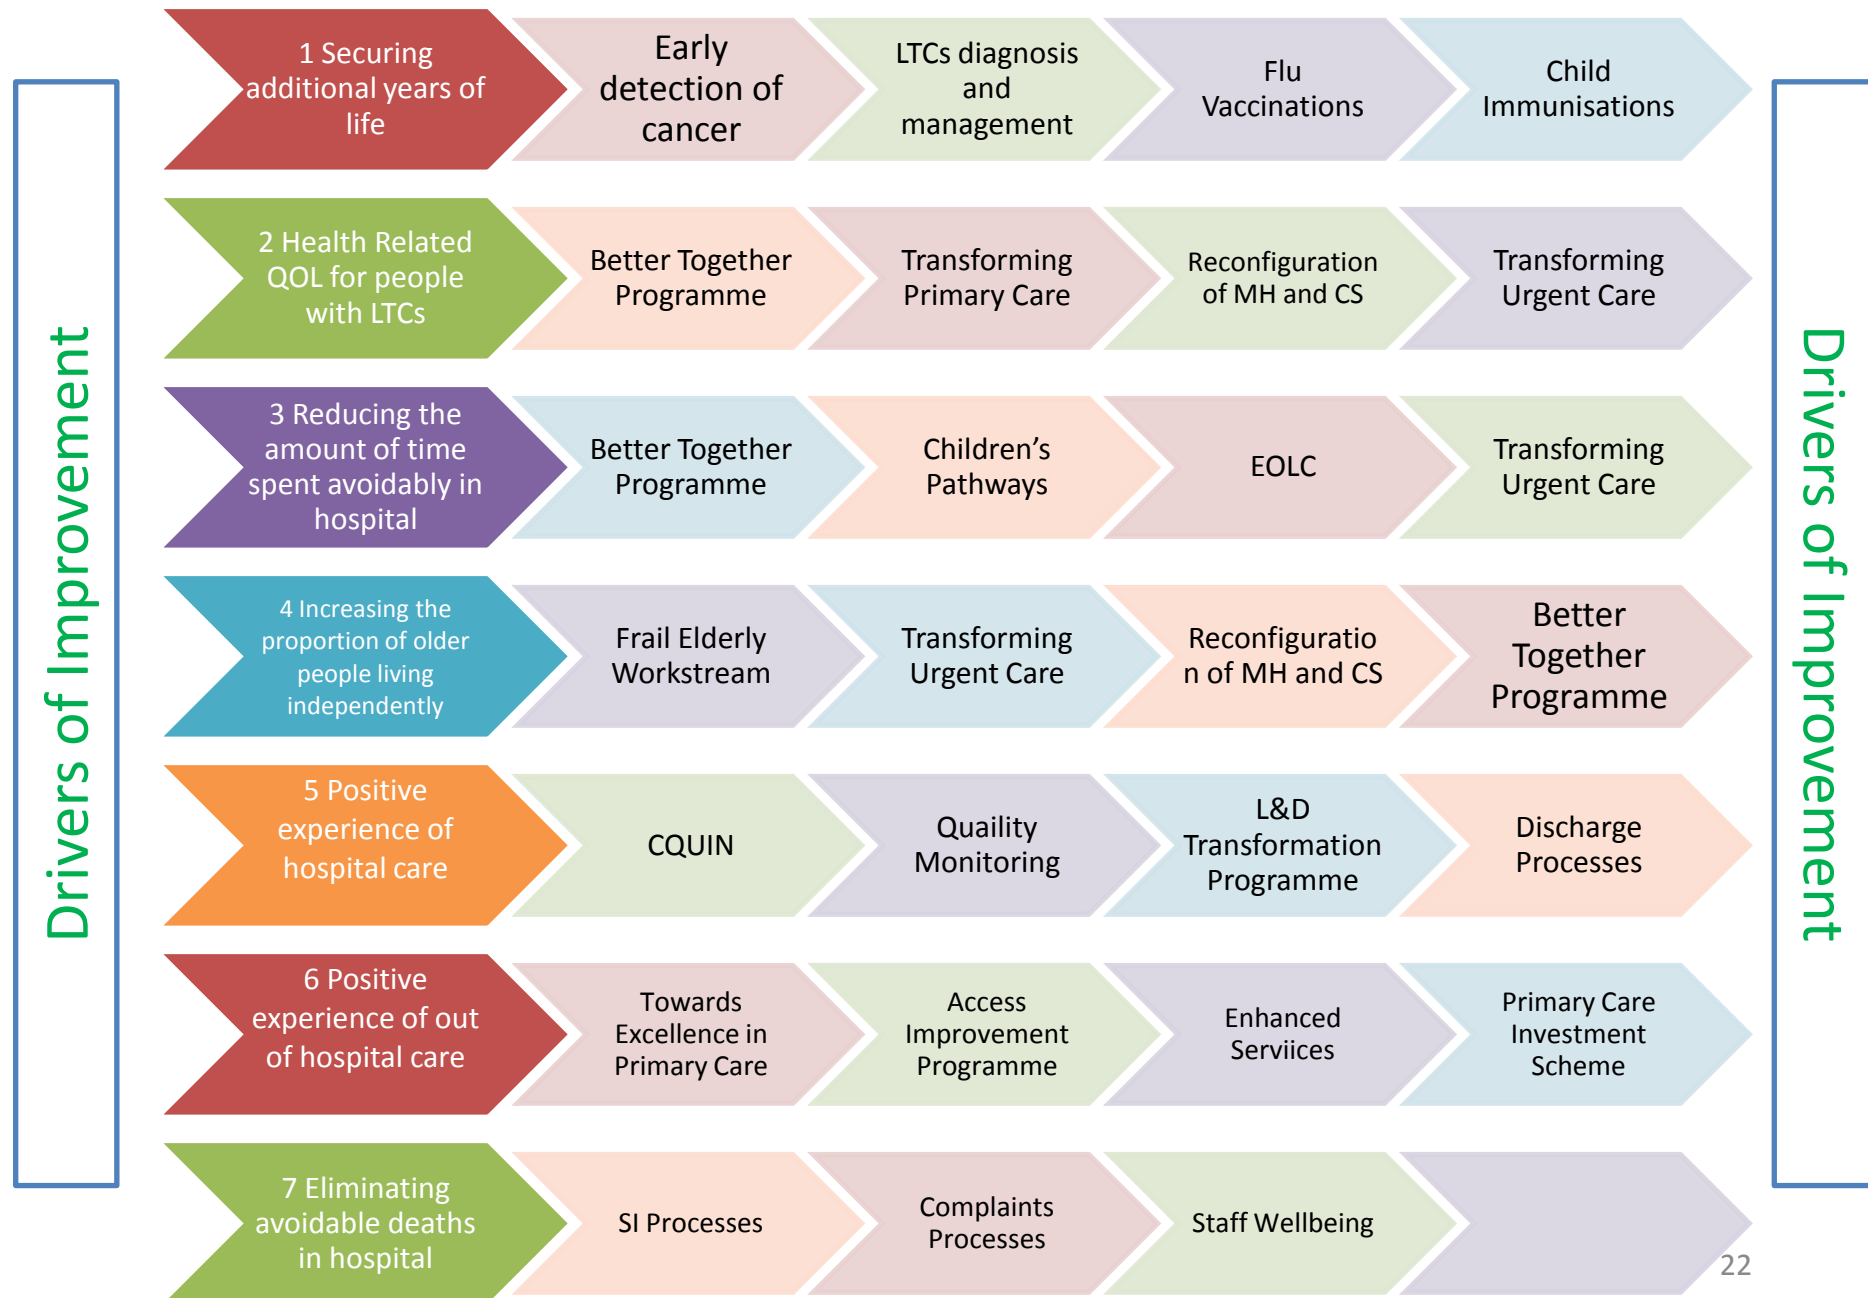 Drivers of Improvement
1 Securing
additional years of
life
Early
detection of
cancer
LTCs diagnosis
and
management
Flu
Vaccinations
Child
Immunisations
2 Health Related
QOL for people
with LTCs
Better Together
Programme
Transforming
Primary Care
Reconfiguration
of MH and CS
Transforming
Urgent Care
3 Reducing the
amount of time
spent avoidably in
hospital
Better Together
Programme
Children’s
Pathways
EOLC
Transforming
Urgent Care
4 Increasing the
proportion of older
people living
independently
Frail Elderly
Workstream
Transforming
Urgent Care
Reconfiguratio
n of MH and CS
Better
Together
Programme
5 Positive
experience of
hospital care
CQUIN
Quaility
Monitoring
L&D
Transformation
Programme
Discharge
Processes
6 Positive
experience of out
of hospital care
Towards
Excellence in
Primary Care
Access
Improvement
Programme
Enhanced
Serviices
Primary Care
Investment
Scheme
7 Eliminating
avoidable deaths
in hospital
SI Processes
Complaints
Processes
Staff Wellbeing
Drivers of Improvement
22